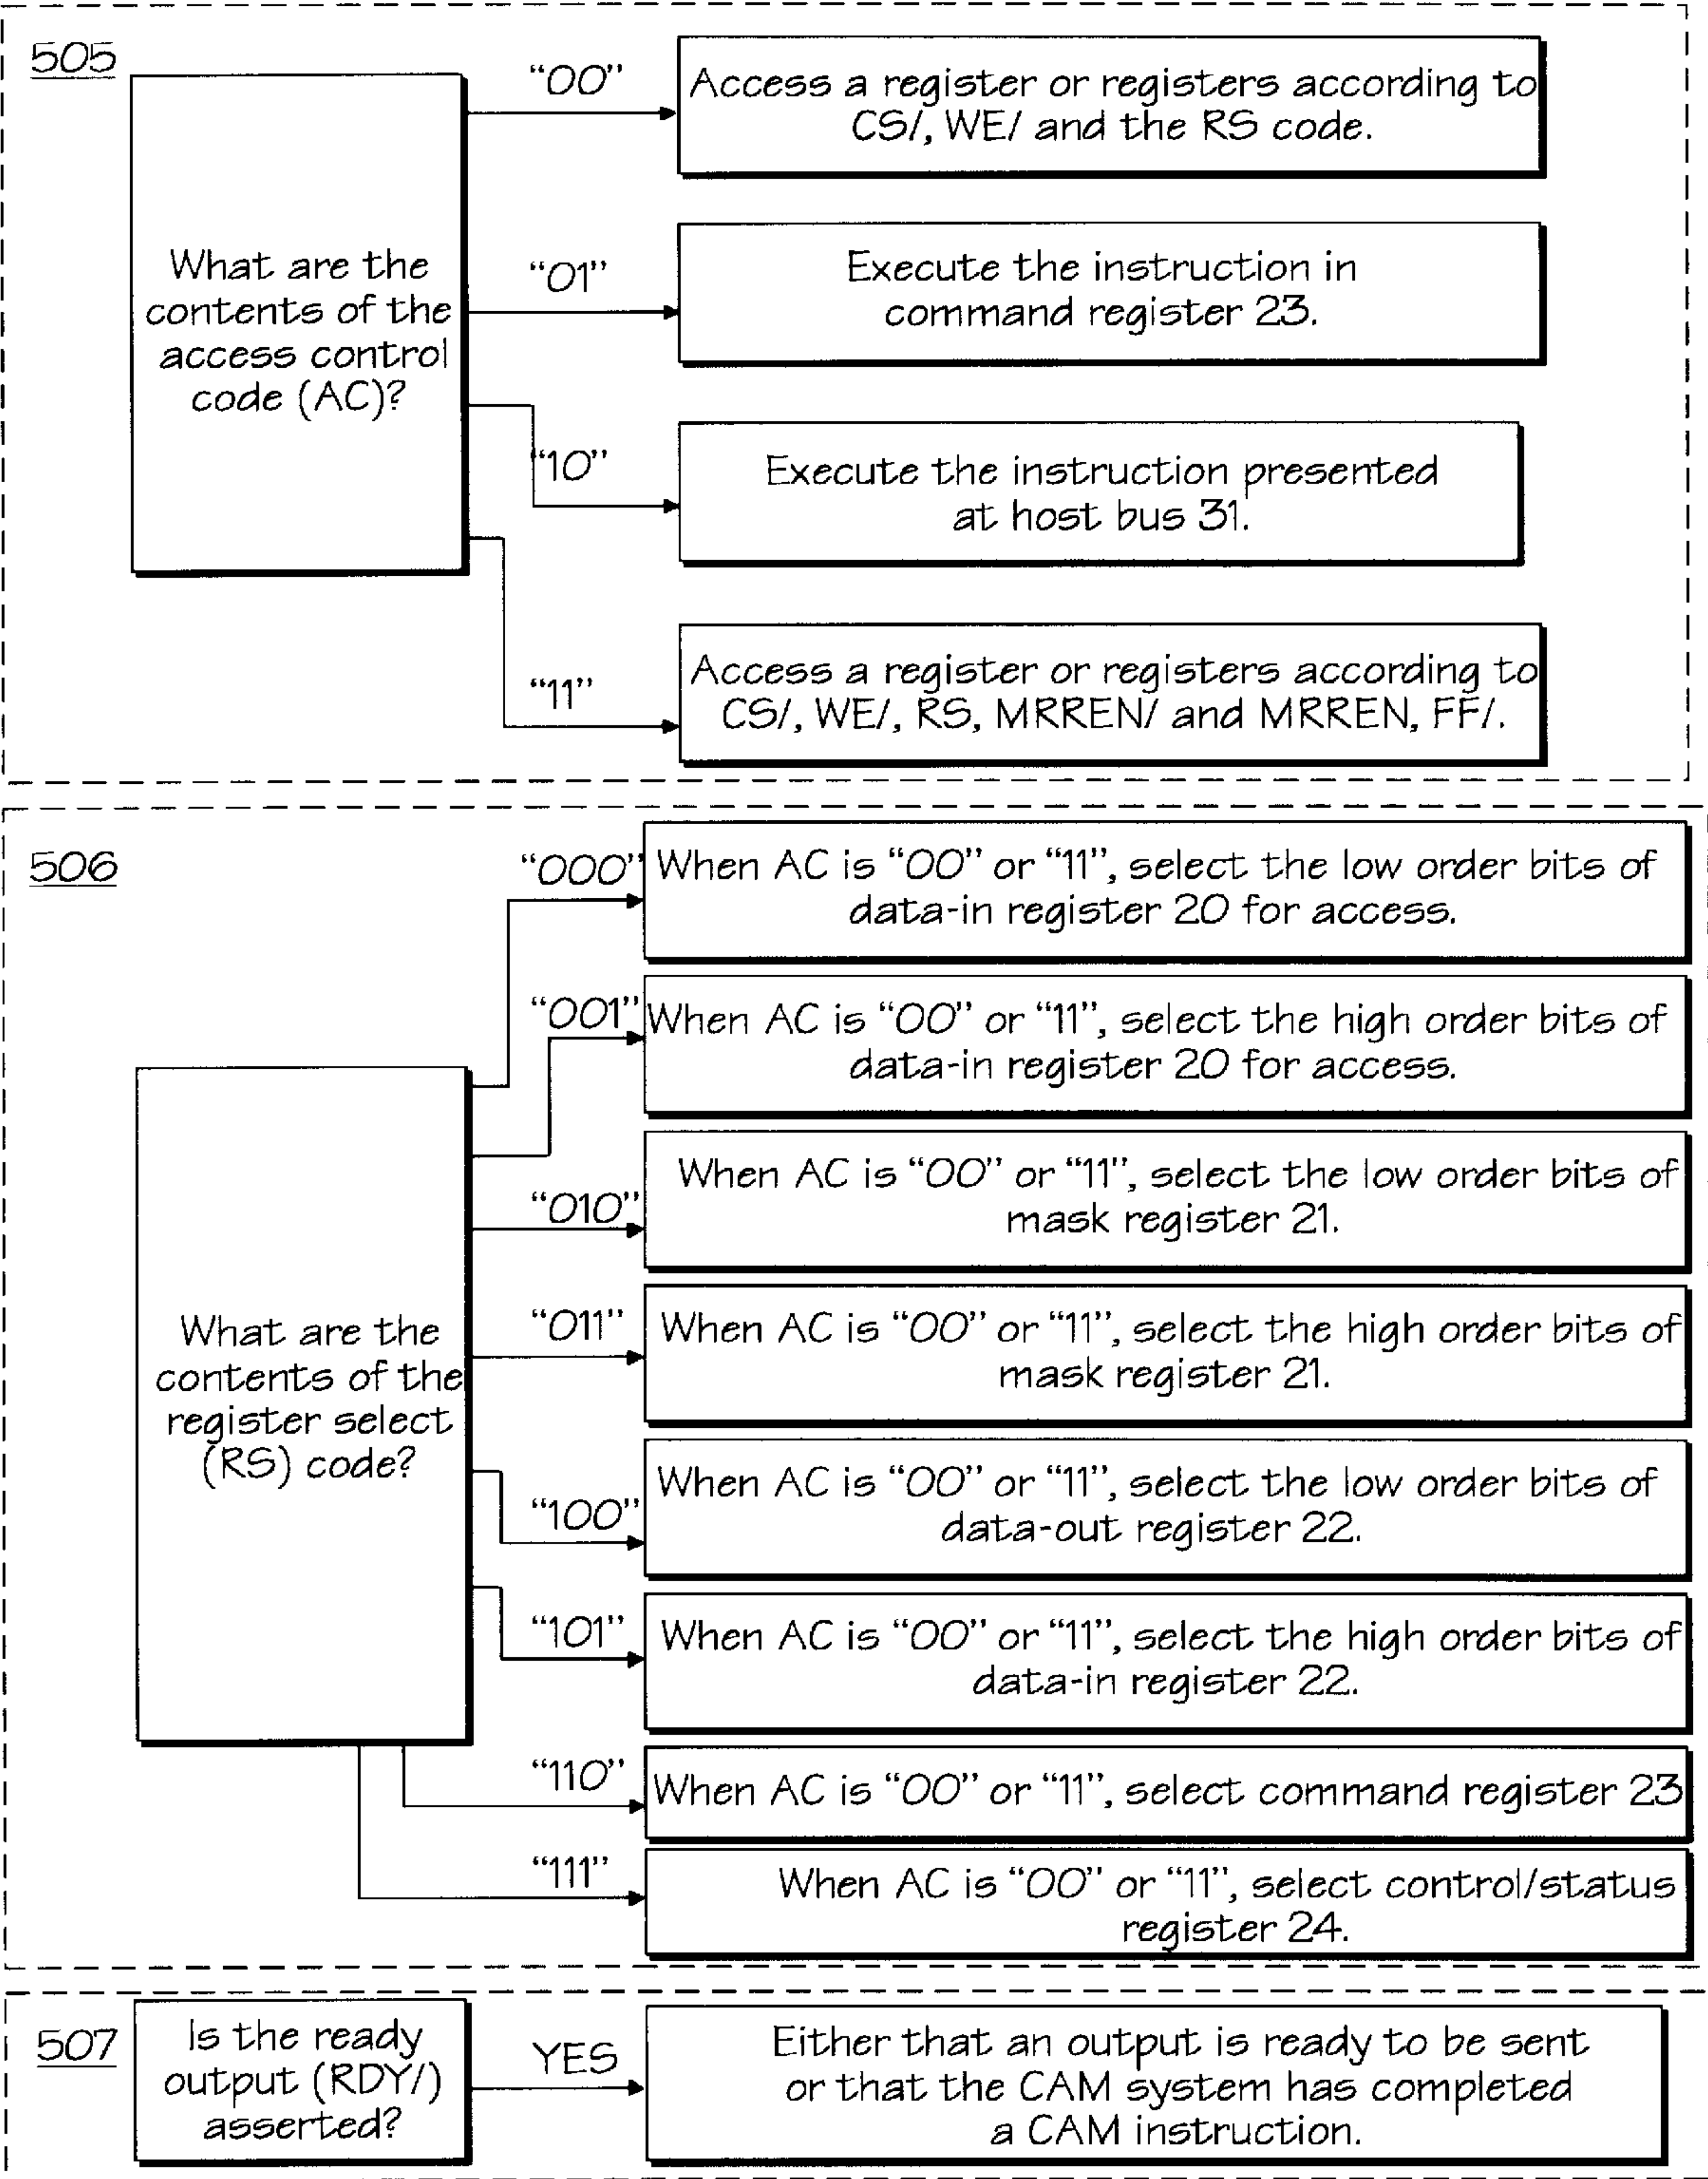 505
What are the
contents of the
access control
code (AC)?
“00”
Access a register or registers according to
CS/, WE/ and the RS code.
“01”
Execute the instruction in
command register 23.
“10”
Execute the instruction presented
at host bus 31.
“11”
Access a register or registers according to
CS/, WE/, RS, MRREN/ and MRREN, FF/.
506
What are the
contents of the
register select
(RS) code?
“000”
When AC is “00” or “11”, select the low order bits of
data-in register 20 for access.
“001”
When AC is “00” or “11”, select the high order bits of
data-in register 20 for access.
“010”
When AC is “00” or “11”, select the low order bits of
mask register 21.
“011”
When AC is “00” or “11”, select the high order bits of
mask register 21.
“100”
When AC is “00” or “11”, select the low order bits of
data-out register 22.
“101”
When AC is “00” or “11”, select the high order bits of
data-in register 22.
“110”
When AC is “00” or “11”, select command register 23
“111”
When AC is “00” or “11”, select control/status
register 24.
507
Is the ready
output (RDY/)
asserted?
YES
Either that an output is ready to be sent
or that the CAM system has completed
a CAM instruction.